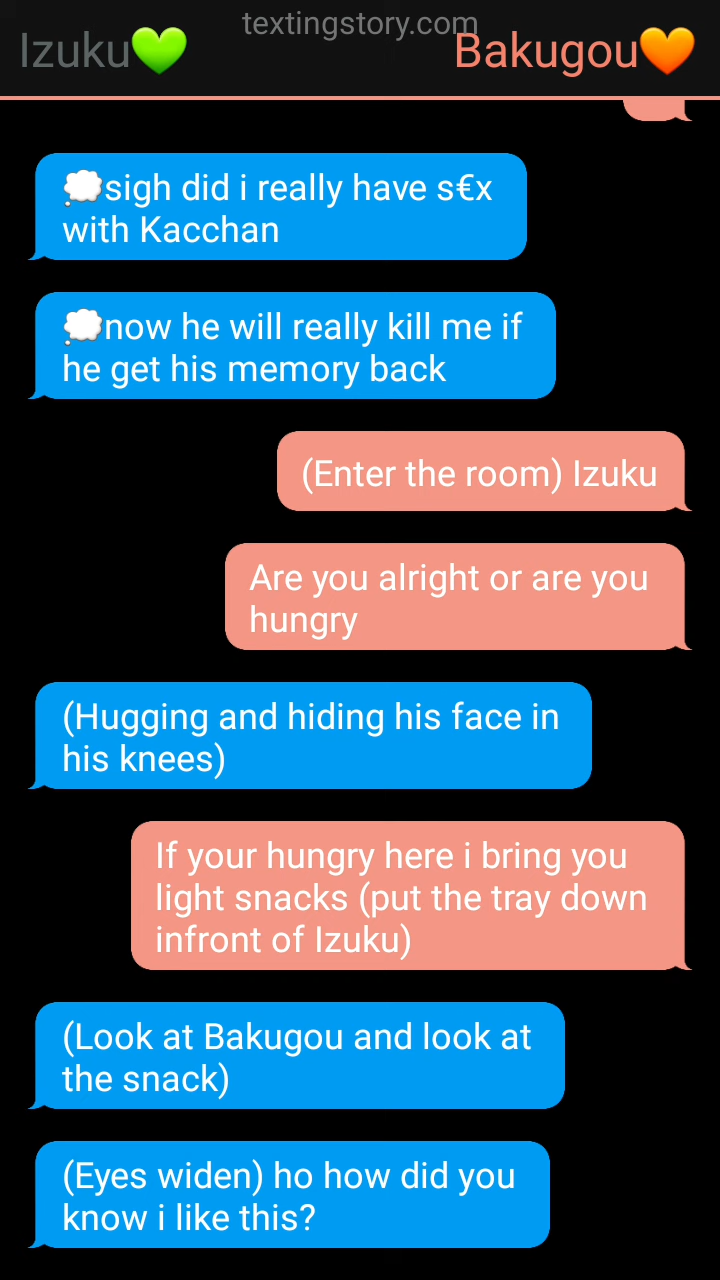 textingstory.com
Izuku💚
Bakugou🧡
💭sigh did i really have s€x
with Kacchan
💭now he will really kill me if
he get his memory back
(Enter the room) Izuku
Are you alright or are you
hungry
(Hugging and hiding his face in
his knees)
If your hungry here i bring you
light snacks (put the tray down
infront of Izuku)
(Look at Bakugou and look at
the snack)
(Eyes widen) ho how did you
know i like this?